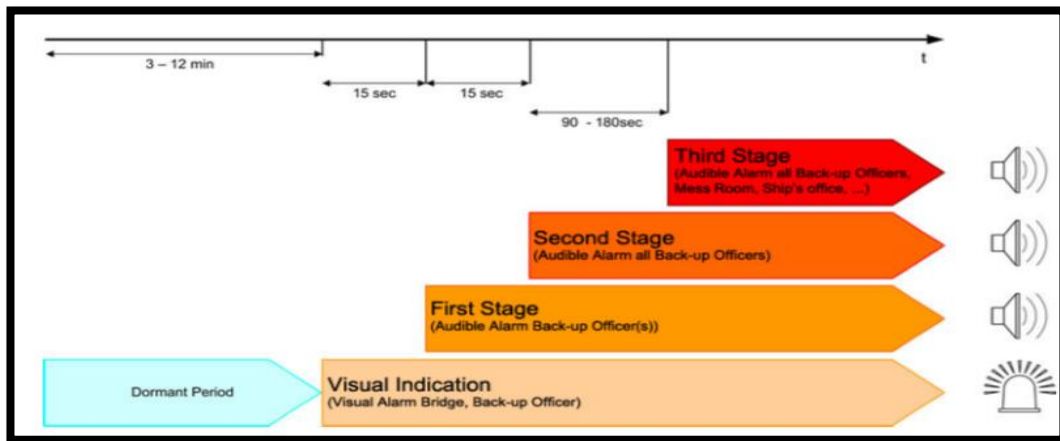 t
3 – 12 min
15 sec
15 sec
90 - 180sec
Third Stage
(Audible Alarm all Back-up Officers,
Mess Room, Ship's office, ...)
Second Stage
(Audible Alarm all Back-up Officers)
First Stage
(Audible Alarm Back-up Officer(s))
Dormant Period
Visual Indication
(Visual Alarm Bridge, Back-up Officer)